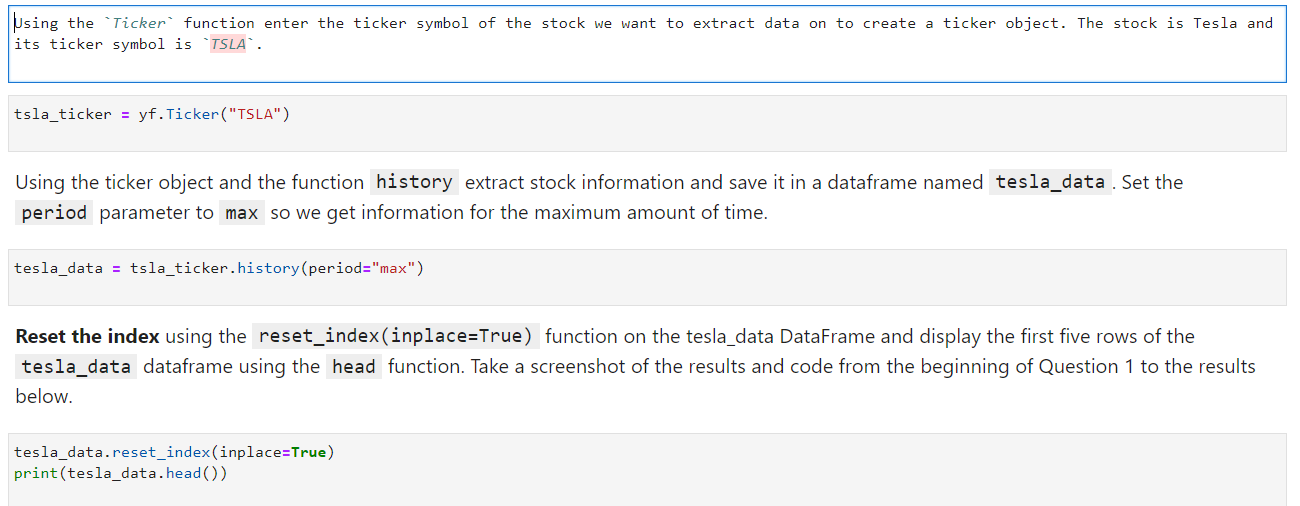 Using the `Ticker` function enter the ticker symbol of the stock we want to extract data on to create a ticker object. The stock is Tesla and
its ticker symbol is `TSLA`.
tsla_ticker = yf.Ticker("TSLA")
Using the ticker object and the function history extract stock information and save it in a dataframe named tesla_data. Set the
period parameter to max so we get information for the maximum amount of time.
tesla_data = tsla_ticker.history(period="max")
Reset the index using the reset_index(inplace=True) function on the tesla_data DataFrame and display the first five rows of the
tesla_data dataframe using the head function. Take a screenshot of the results and code from the beginning of Question 1 to the results
below.
tesla_data.reset_index(inplace=True)
print(tesla_data.head())